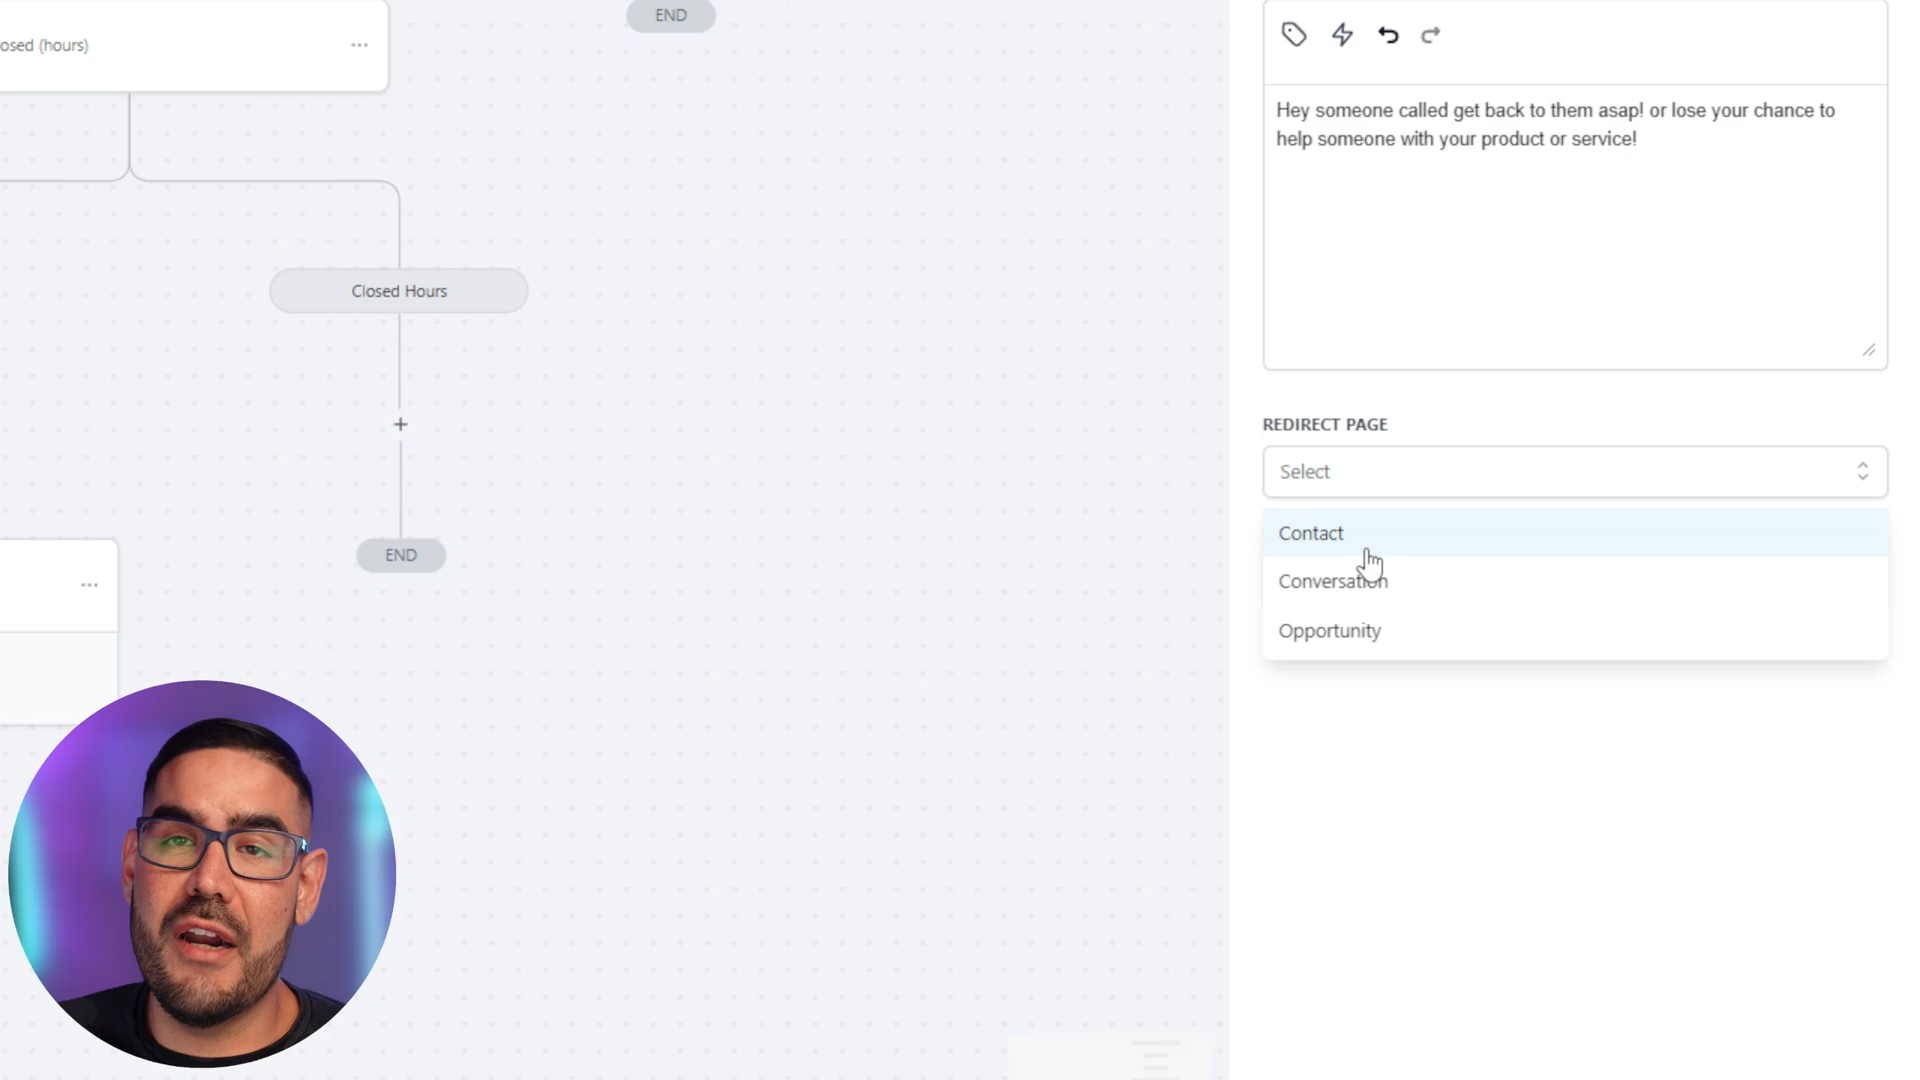 END
osed (hours)
Hey someone called get back to them asap! or lose your chance to
help someone with your product or service!
Closed Hours
REDIRECT PAGE
Select
Contact
Conversation
Opportunity
END